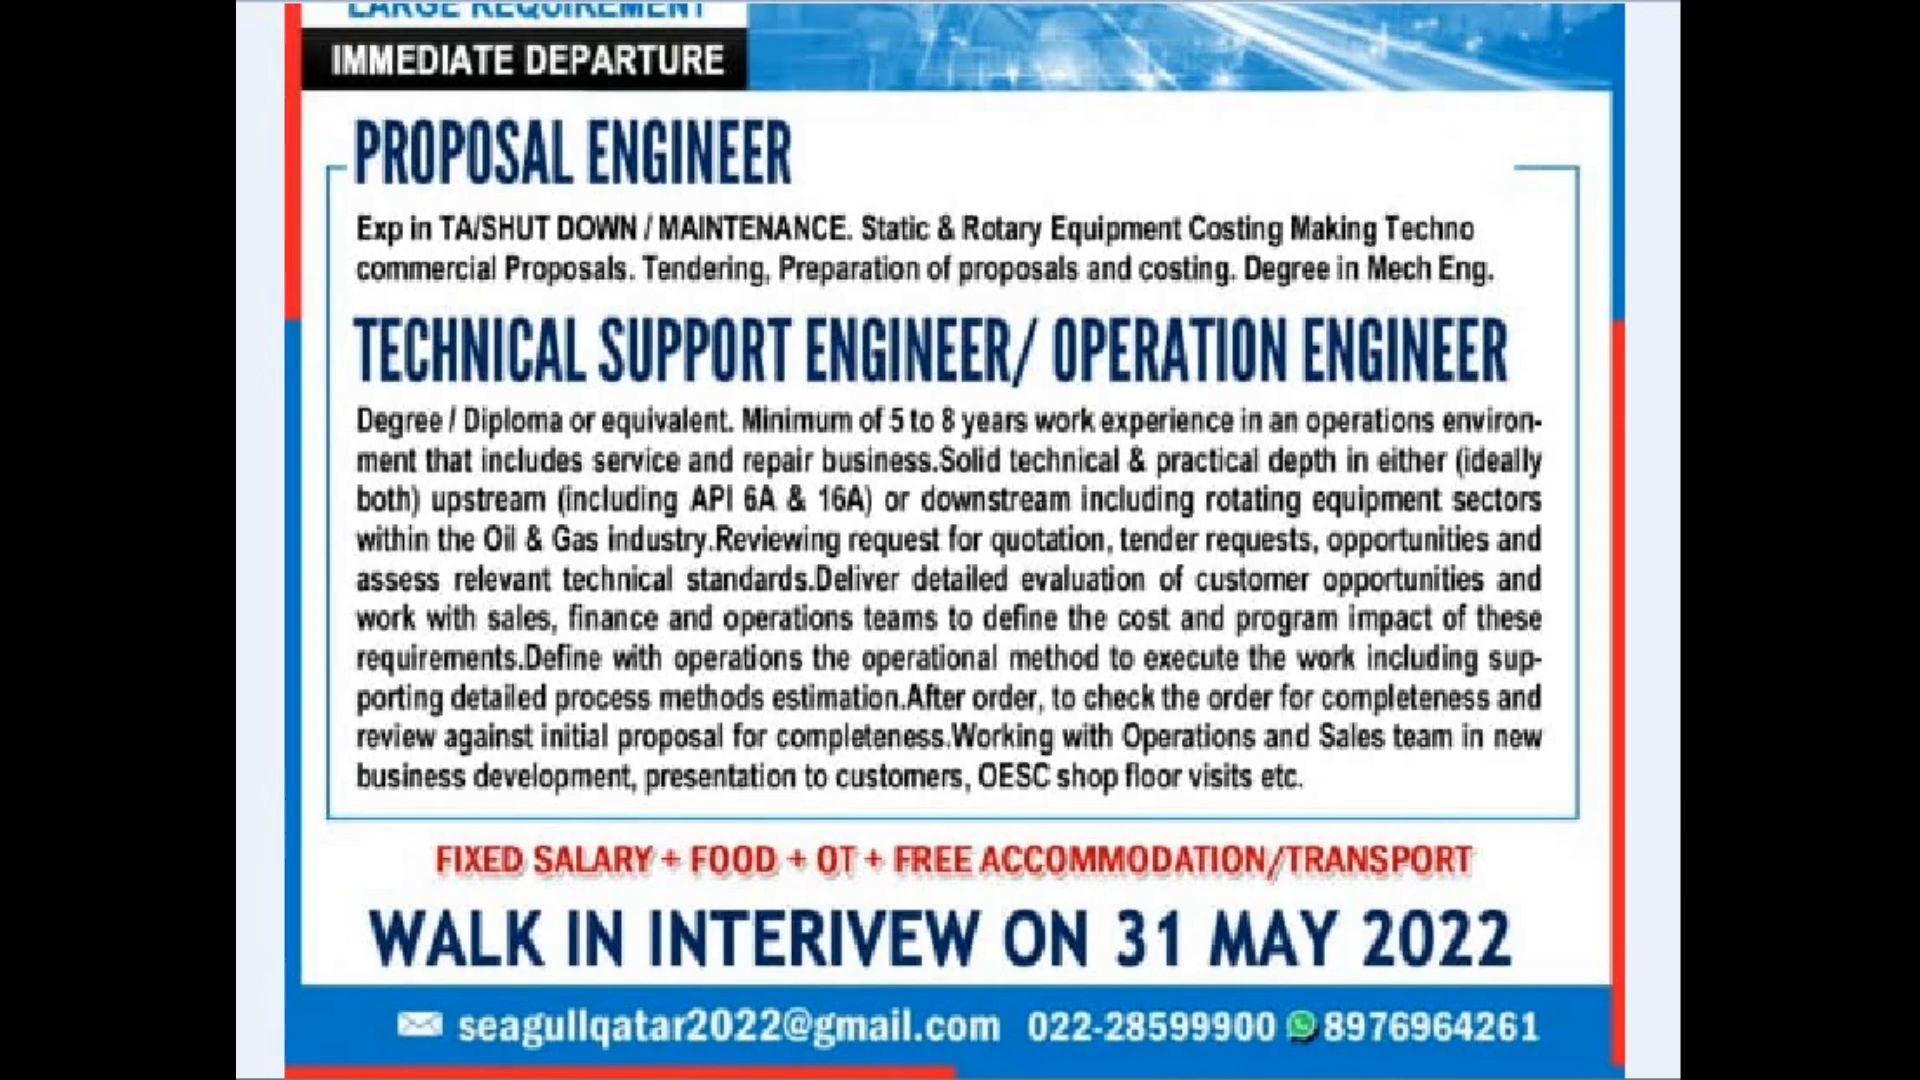 LARGE REQUIREMENT
IMMEDIATE DEPARTURE
PROPOSAL ENGINEER
Exp in TA/SHUT DOWN / MAINTENANCE. Static & Rotary Equipment Costing Making Techno
commercial Proposals. Tendering, Preparation of proposals and costing. Degree in Mech Eng.
TECHNICAL SUPPORT ENGINEER/ OPERATION ENGINEER
Degree / Diploma or equivalent. Minimum of 5 to 8 years work experience in an operations environ-
ment that includes service and repair business.Solid technical & practical depth in either (ideally
both) upstream (including API 6A & 16A) or downstream including rotating equipment sectors
within the Oil & Gas industry.Reviewing request for quotation, tender requests, opportunities and
assess relevant technical standards.Deliver detailed evaluation of customer opportunities and
work with sales, finance and operations teams to define the cost and program impact of these
requirements.Define with operations the operational method to execute the work including sup-
porting detailed process methods estimation.After order, to check the order for completeness and
review against initial proposal for completeness.Working with Operations and Sales team in new
business development, presentation to customers, OESC shop floor visits etc.
FIXED SALARY + FOOD + OT + FREE ACCOMMODATION/TRANSPORT
WALK IN INTERIVEW ON 31 MAY 2022
seagullqatar2022@gmail.com 022-28599900 8976964261